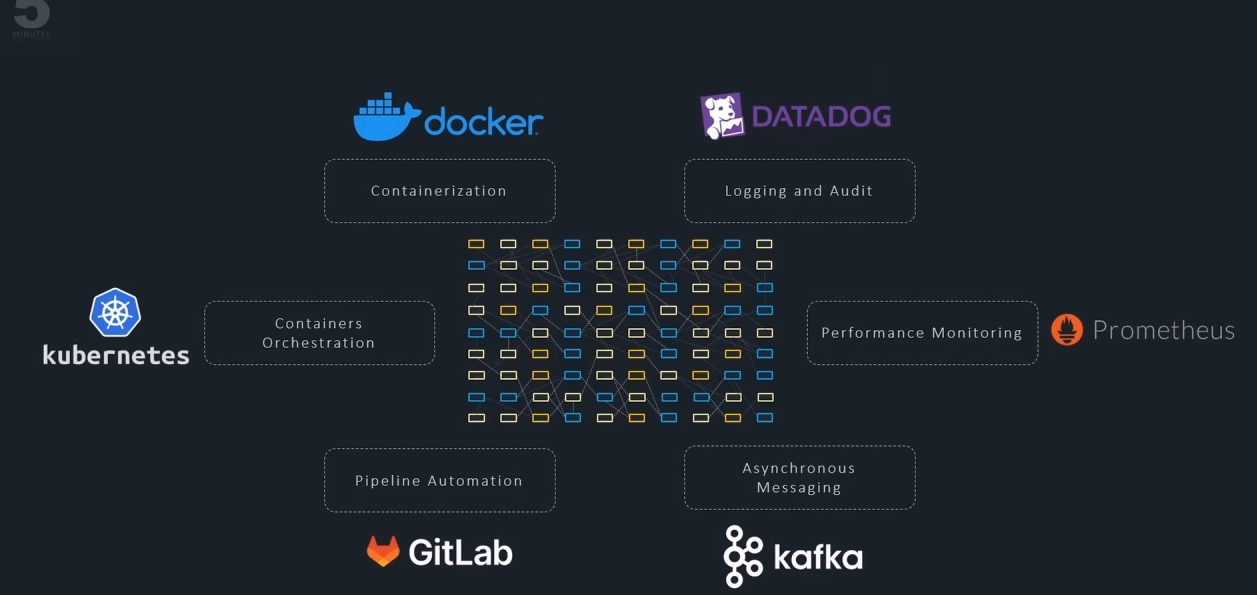 5
MINUTES
docker
DATADOG
Containerization
Logging and Audit
Containers
Orchestration
kubernetes
Performance Monitoring
Prometheus
Pipeline Automation
Asynchronous
Messaging
GitLab
kafka